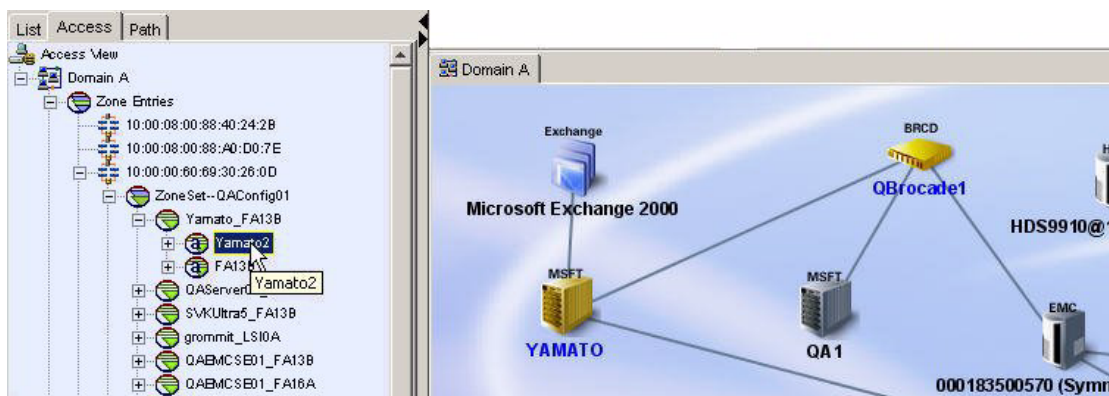 List Access Path
Access View
Domain A
Zone Entries
10:00:08:00:88:40:24:2B
10:00:08:00:88:A0:D0:7E
10:00:00:60:69:30:26:0D
ZoneSet--QAConfig01
Yamato_FA13B
Yamato2
FA13
Yamato2
QAServer
SVKUltra5_FA13B
grommit_LSI0A
QAEMCSE01_FA13B
QAEMCSE01_FA16A
Domain A
Exchange
Microsoft Exchange 2000
BRCD
QBrocade1
H
HDS9910@
MSFT
YAMATO
MSFT
QA1
EMC
000183500570 (Symm